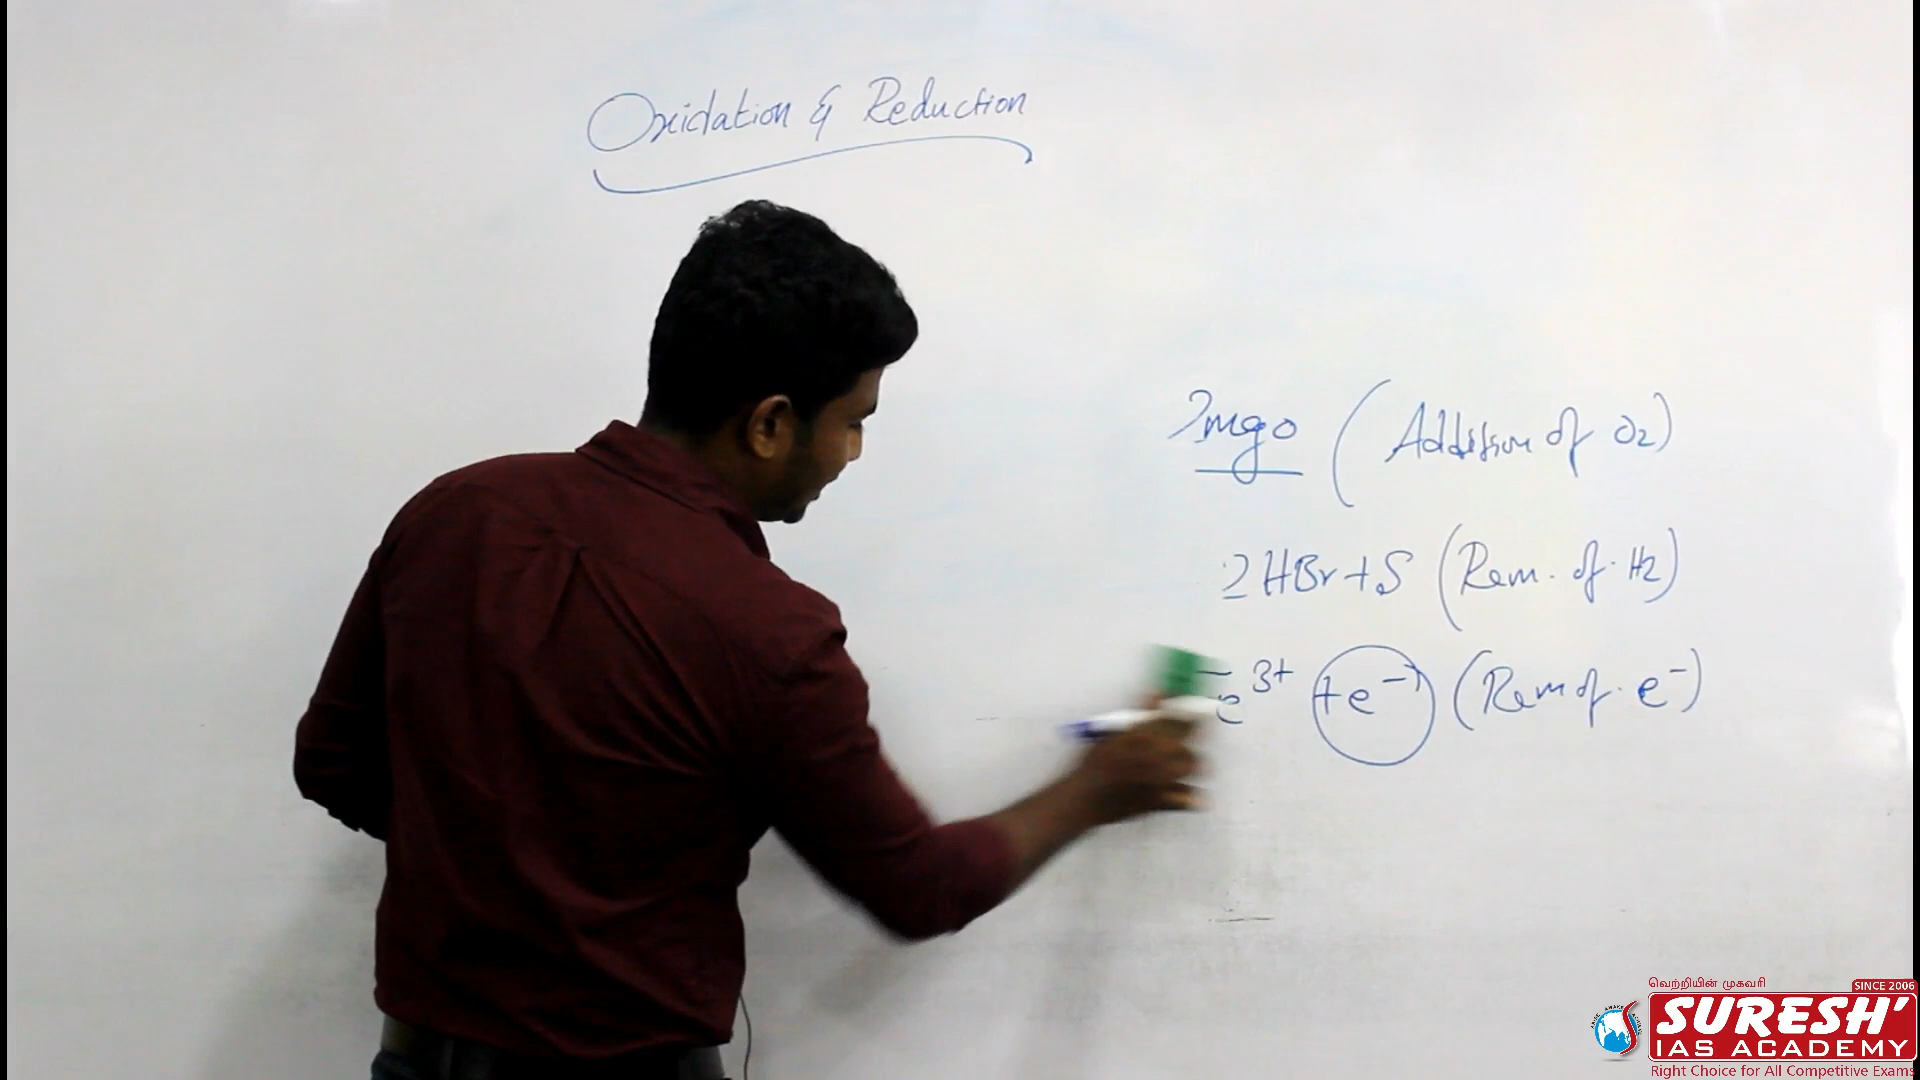 Oxidation & Reduction
2mgo (Addition of O2)
2HBr+S (Rem. of. H2)
e3+ +e- (Rem of. e-)
வெற்றியின் முகவரி
SINCE 2006
SURESH'
IAS ACADEMY
Right Choice for All Competitive Exams